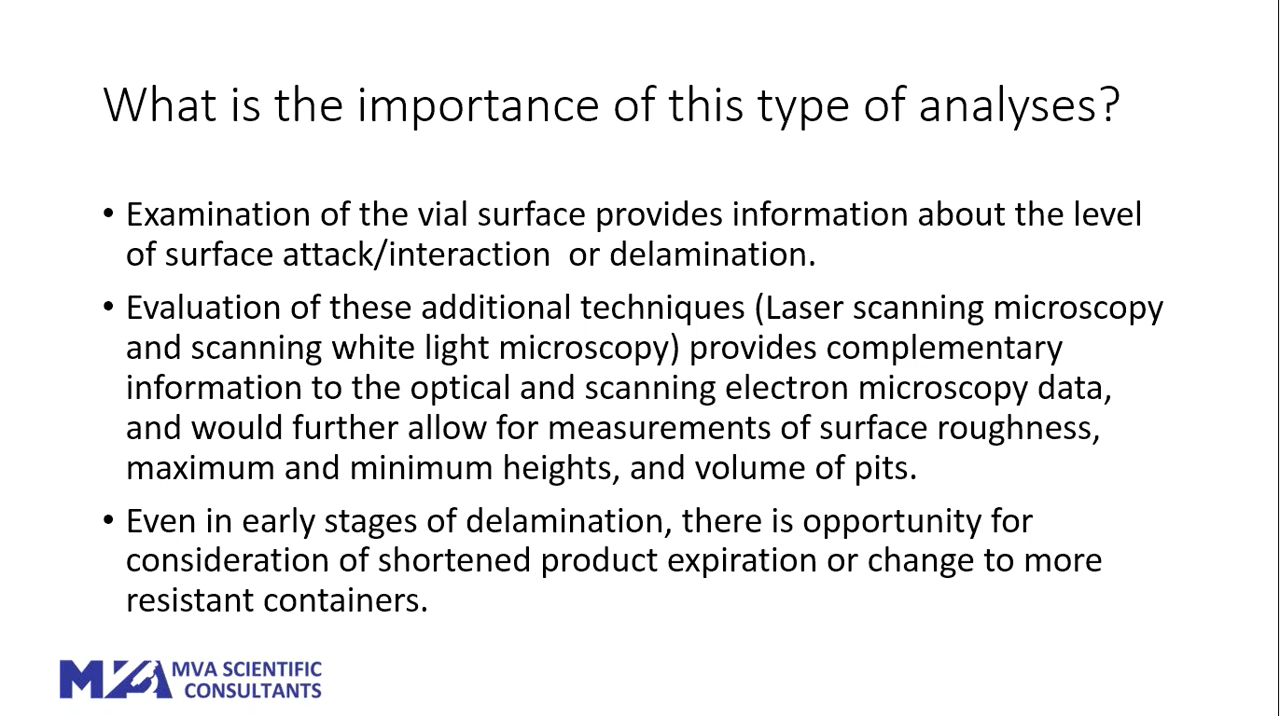 What is the importance of this type of analyses?
• Examination of the vial surface provides information about the level
of surface attack/interaction  or delamination.
• Evaluation of these additional techniques (Laser scanning microscopy
and scanning white light microscopy) provides complementary
information to the optical and scanning electron microscopy data,
and would further allow for measurements of surface roughness,
maximum and minimum heights, and volume of pits.
• Even in early stages of delamination, there is opportunity for
consideration of shortened product expiration or change to more
resistant containers.
MVA MVA SCIENTIFIC
CONSULTANTS